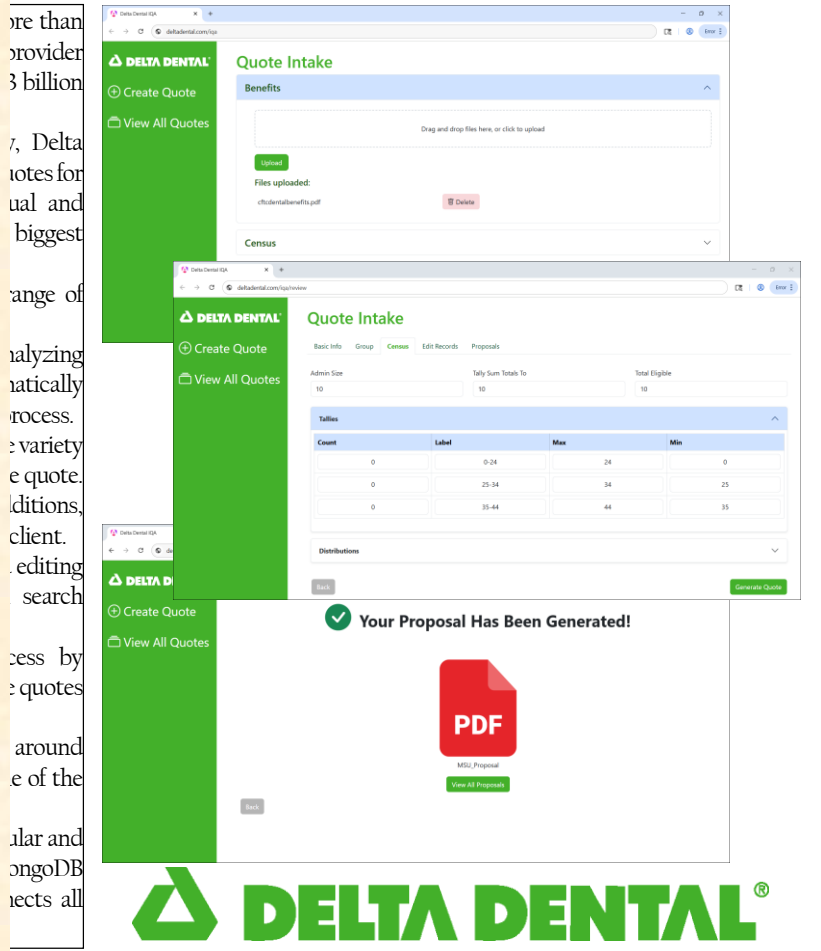 ore than
provider
billion
y, Delta
uotes for
ual and
biggest
range of
nalyzing
matically
process.
e variety
e quote.
dditions,
client.
editing
search
cess by
e quotes
around
e of the
ular and
ongoDB
nects all
Delta Dental IQA
deltadental.com/iqa
Error
DELTA DENTAL
Create Quote
View All Quotes
Quote Intake
Benefits
Drag and drop files here, or click to upload
Upload
Files uploaded:
cftcdentalbenefits.pdf
Delete
Census
Delta Dental IQA
deltadental.com/iqa/review
Error
DELTA DENTAL
Create Quote
View All Quotes
Quote Intake
Basic Info Group Census Edit Records Proposals
Admin Size Tally Sum Totals To Total Eligible
10 10 10
Tallies
Count Label Max Min
0 0-24 24 0
0 25-34 34 25
0 35-44 44 35
Distributions
Back Generate Quote
Delta Dental IQA
de
DELTA D
Create Quote
View All Quotes
Your Proposal Has Been Generated!
PDF
MSU_Proposal
View All Proposals
Back
DELTA DENTAL®